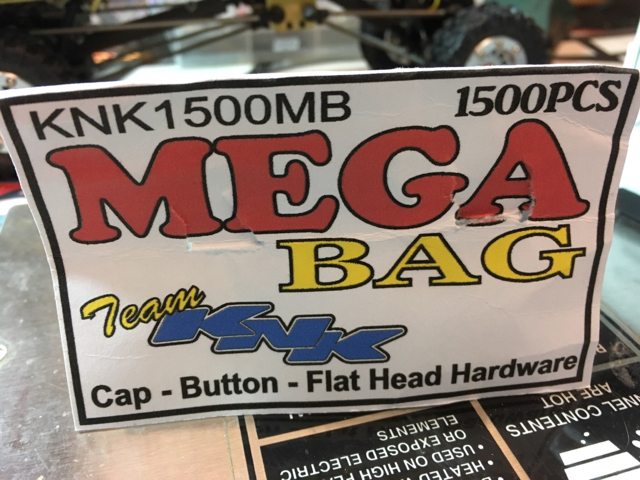 KNK1500MB
1500PCS
MEGA
BAG
Team KNK
Cap - Button - Flat Head Hardware
NNEL CONTENTS
ARE HOT
HEATED
• USED ON HIGH
OR EXPOSED ELECTRIC
ELEMENTS